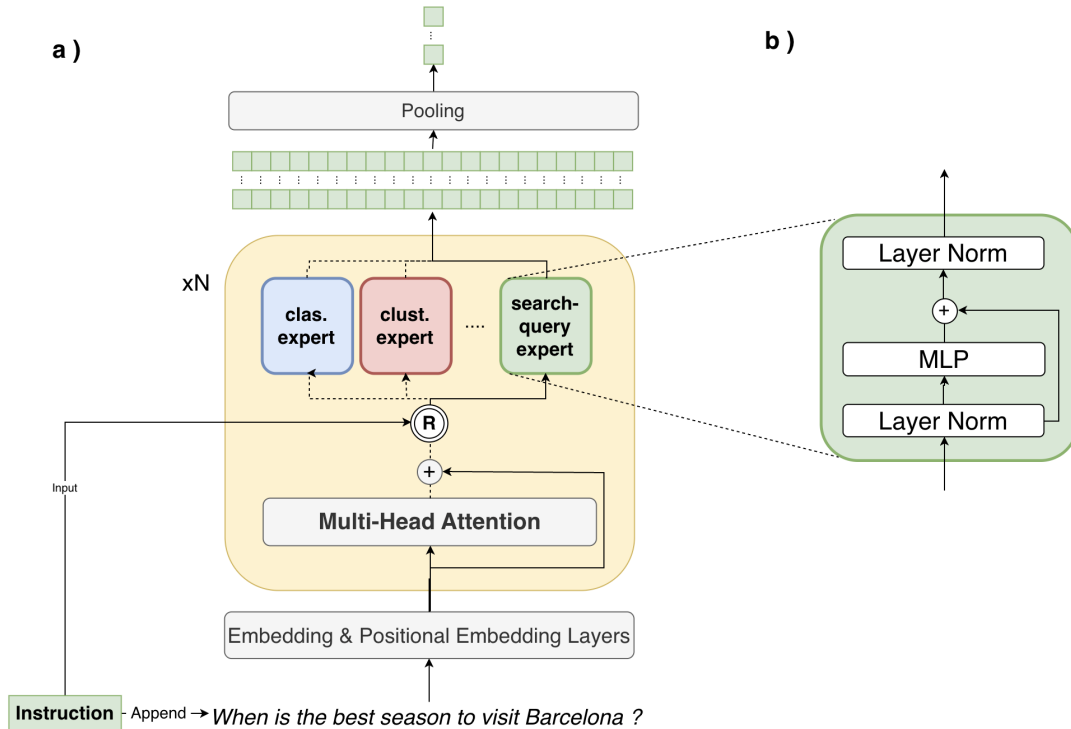 a )
Pooling
xN
clas.
expert
clust.
expert
....
search-
query
expert
R
+
Input
Multi-Head Attention
Embedding & Positional Embedding Layers
Instruction
Append
When is the best season to visit Barcelona ?
b )
Layer Norm
+
MLP
Layer Norm